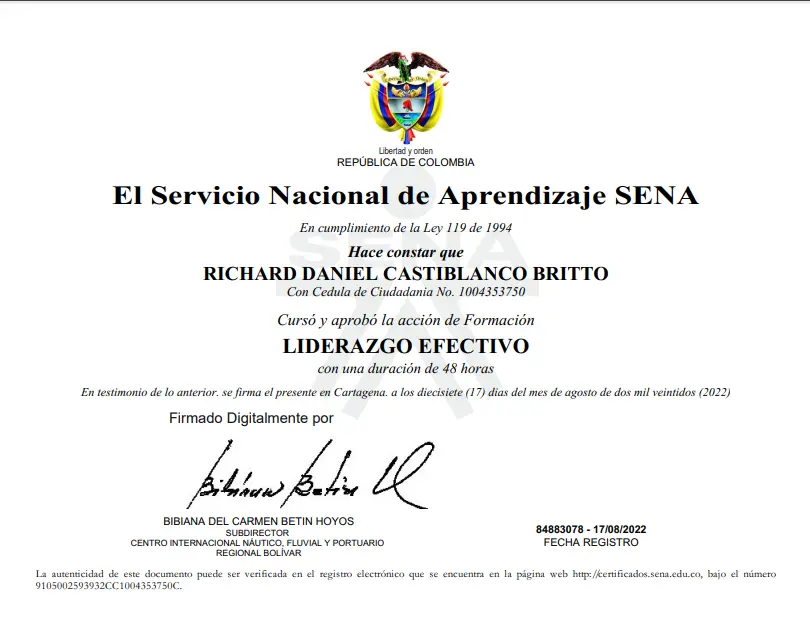 Libertad y orden
REPÚBLICA DE COLOMBIA
El Servicio Nacional de Aprendizaje SENA
En cumplimiento de la Ley 119 de 1994
SENA
Hace constar que
RICHARD DANIEL CASTIBLANCO BRITTO
Con Cedula de Ciudadania No. 1004353750
Cursó y aprobó la acción de Formación
LIDERAZGO EFECTIVO
con una duración de 48 horas
En testimonio de lo anterior. se firma el presente en Cartagena. a los diecisiete (17) dias del mes de agosto de dos mil veintidos (2022)
Firmado Digitalmente por
Bibiana Betin
BIBIANA DEL CARMEN BETIN HOYOS
SUBDIRECTOR
CENTRO INTERNACIONAL NÁUTICO, FLUVIAL Y PORTUARIO
REGIONAL BOLÍVAR
84883078 - 17/08/2022
FECHA REGISTRO
La autenticidad de este documento puede ser verificada en el registro electrónico que se encuentra en la página web http://certificados.sena.edu.co, bajo el número
9105002593932CC1004353750C.